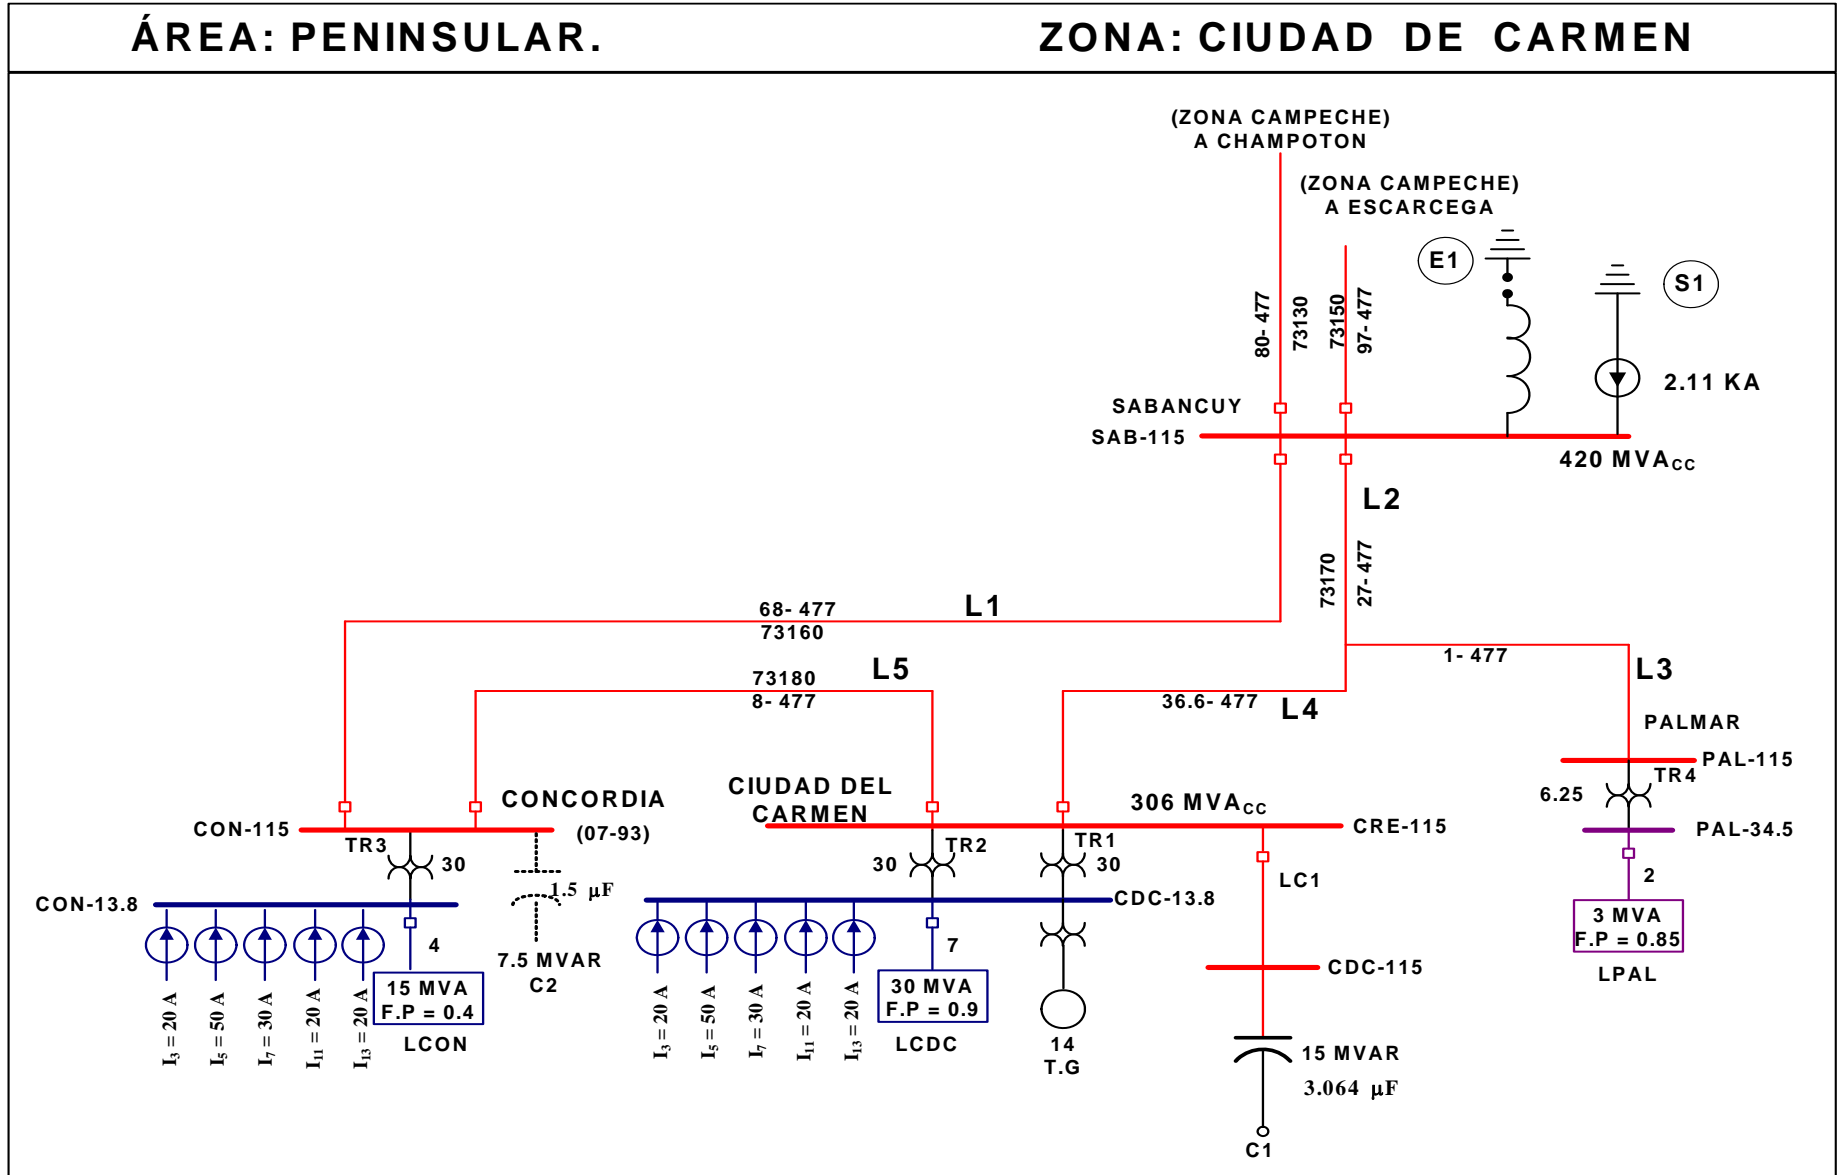 ÁREA: PENINSULAR.
ZONA: CIUDAD DE CARMEN
(ZONA CAMPECHE)
A CHAMPOTON
(ZONA CAMPECHE)
A ESCARCEGA
E1
S1
80- 477
73130
73150
97- 477
2.11 KA
SABANCUY
SAB-115
420 MVACC
L2
73170
27- 477
68- 477
L1
73160
73180
L5
8- 477
1- 477
L3
36.6- 477
L4
PALMAR
PAL-115
TR4
6.25
PAL-34.5
2
3 MVA
F.P = 0.85
LPAL
CONCORDIA
(07-93)
CON-115
TR3
30
1.5 µF
7.5 MVAR
C2
CON-13.8
4
15 MVA
F.P = 0.4
LCON
I3 = 20 A
I5 = 50 A
I7 = 30 A
I11 = 20 A
I13 = 20 A
CIUDAD DEL
CARMEN
306 MVACC
CRE-115
TR2
30
TR1
30
LC1
CDC-13.8
7
30 MVA
F.P = 0.9
LCDC
I3 = 20 A
I5 = 50 A
I7 = 30 A
I11 = 20 A
I13 = 20 A
14
T.G
CDC-115
15 MVAR
3.064 µF
C1